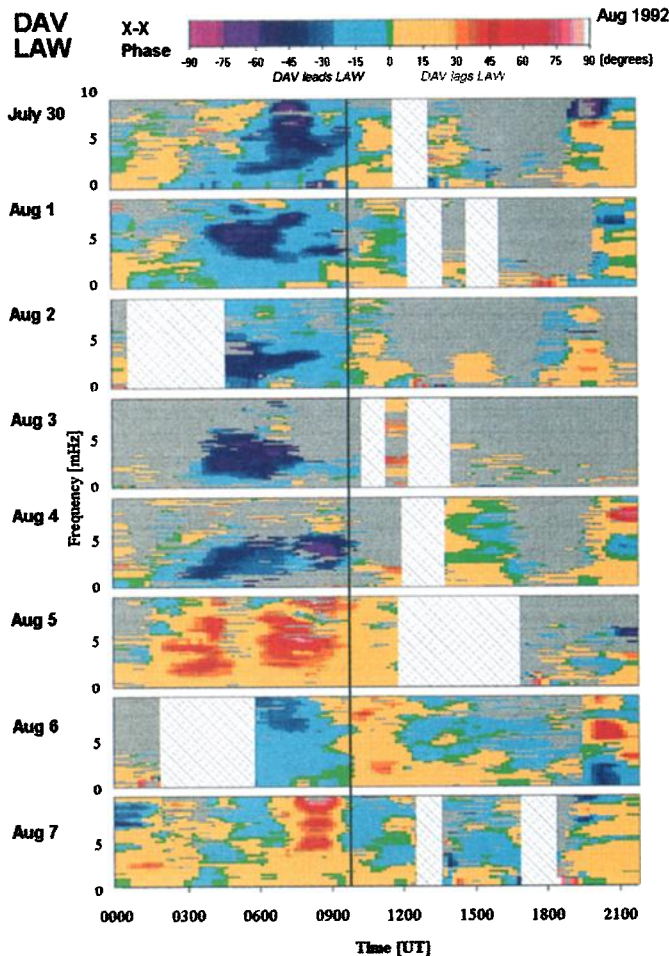 DAV
LAW
X-X
Phase
Aug 1992
-90 -75 -60 -45 -30 -15 0 15 30 45 60 75 90 [degrees]
DAV leads LAW DAV lags LAW
July 30
10
5
0
Aug 1
5
0
Aug 2
5
0
Aug 3
5
0
Frequency [mHz]
Aug 4
5
0
Aug 5
5
0
Aug 6
5
0
Aug 7
5
0
0000 0300 0600 0900 1200 1500 1800 2100
Time [UT]